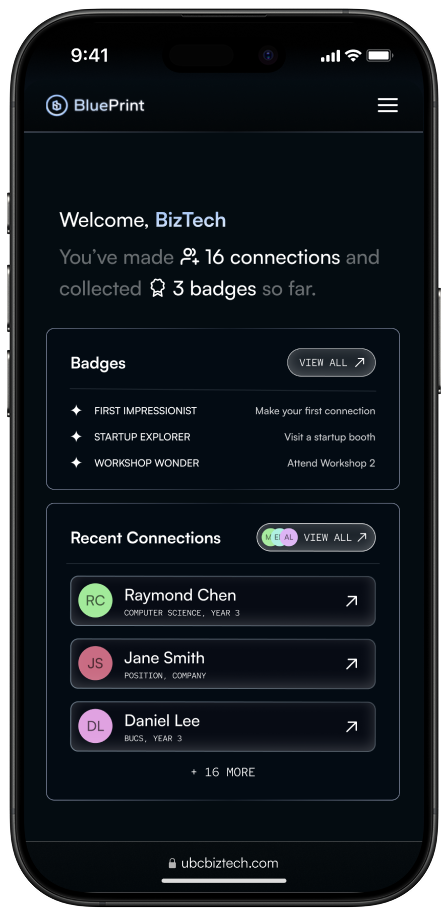 9:41
BluePrint
Welcome, BizTech
You've made 16 connections and
collected 3 badges so far.
Badges
VIEW ALL
FIRST IMPRESSIONIST Make your first connection
STARTUP EXPLORER Visit a startup booth
WORKSHOP WONDER Attend Workshop 2
Recent Connections
M E AL VIEW ALL
RC Raymond Chen
COMPUTER SCIENCE, YEAR 3
JS Jane Smith
POSITION, COMPANY
DL Daniel Lee
BUCS, YEAR 3
+ 16 MORE
ubcbiztech.com